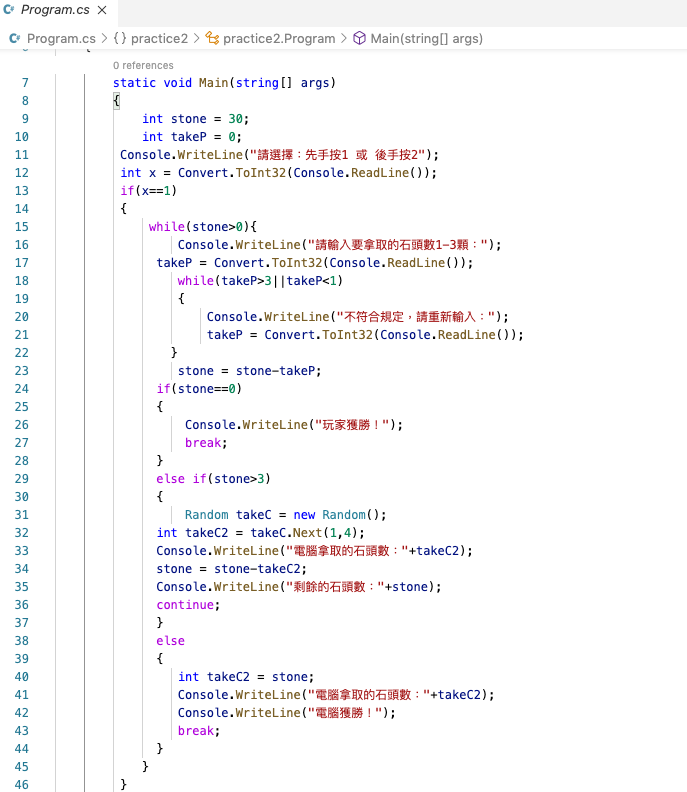 Program.cs
Program.cs > {} practice2 > practice2.Program > Main(string[] args)
6 {
0 references
7 static void Main(string[] args)
8 {
9 int stone = 30;
10 int takeP = 0;
11 Console.WriteLine("請選擇：先手按1 或 後手按2");
12 int x = Convert.ToInt32(Console.ReadLine());
13 if(x==1)
14 {
15 while(stone>0){
16 Console.WriteLine("請輸入要拿取的石頭數1-3顆：");
17 takeP = Convert.ToInt32(Console.ReadLine());
18 while(takeP>3||takeP<1)
19 {
20 Console.WriteLine("不符合規定，請重新輸入：");
21 takeP = Convert.ToInt32(Console.ReadLine());
22 }
23 stone = stone-takeP;
24 if(stone==0)
25 {
26 Console.WriteLine("玩家獲勝！");
27 break;
28 }
29 else if(stone>3)
30 {
31 Random takeC = new Random();
32 int takeC2 = takeC.Next(1,4);
33 Console.WriteLine("電腦拿取的石頭數："+takeC2);
34 stone = stone-takeC2;
35 Console.WriteLine("剩餘的石頭數："+stone);
36 continue;
37 }
38 else
39 {
40 int takeC2 = stone;
41 Console.WriteLine("電腦拿取的石頭數："+takeC2);
42 Console.WriteLine("電腦獲勝！");
43 break;
44 }
45 }
46 }